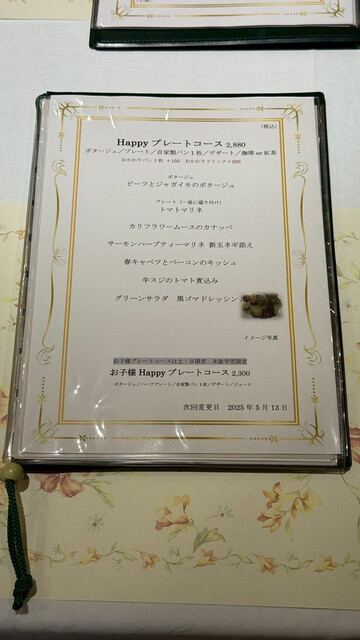 (税込)
Happy プレートコース 2,880
ポタージュ／プレート／自家製パン1枚／デザート／珈琲 or 紅茶
おかわりパン1枚 +150 おかわりドリンク+200
ポタージュ
ビーツとジャガイモのポタージュ
プレート（一皿に盛り付け）
トマトマリネ
カリフラワームースのカナッペ
サーモンハーブティーマリネ 新玉ネギ添え
春キャベツとベーコンのキッシュ
牛スジのトマト煮込み
グリーンサラダ 黒ゴマドレッシング
イメージ写真
お子様プレートコースは土・日限定 未就学児限定
お子様 Happy プレートコース 2,300
ポタージュ／ハーフプレート／自家製パン1枚／デザート／ジュース
次回変更日 2025年5月13日